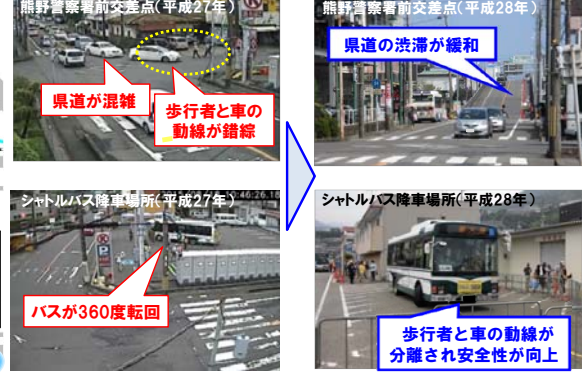 熊野警察署前交差点(平成27年)
県道が混雑
歩行者と車の
動線が錯綜
熊野警察署前交差点(平成28年)
県道の渋滞が緩和
シャトルバス降車場所(平成27年)
バスが360度転回
シャトルバス降車場所(平成28年)
歩行者と車の動線が
分離され安全性が向上